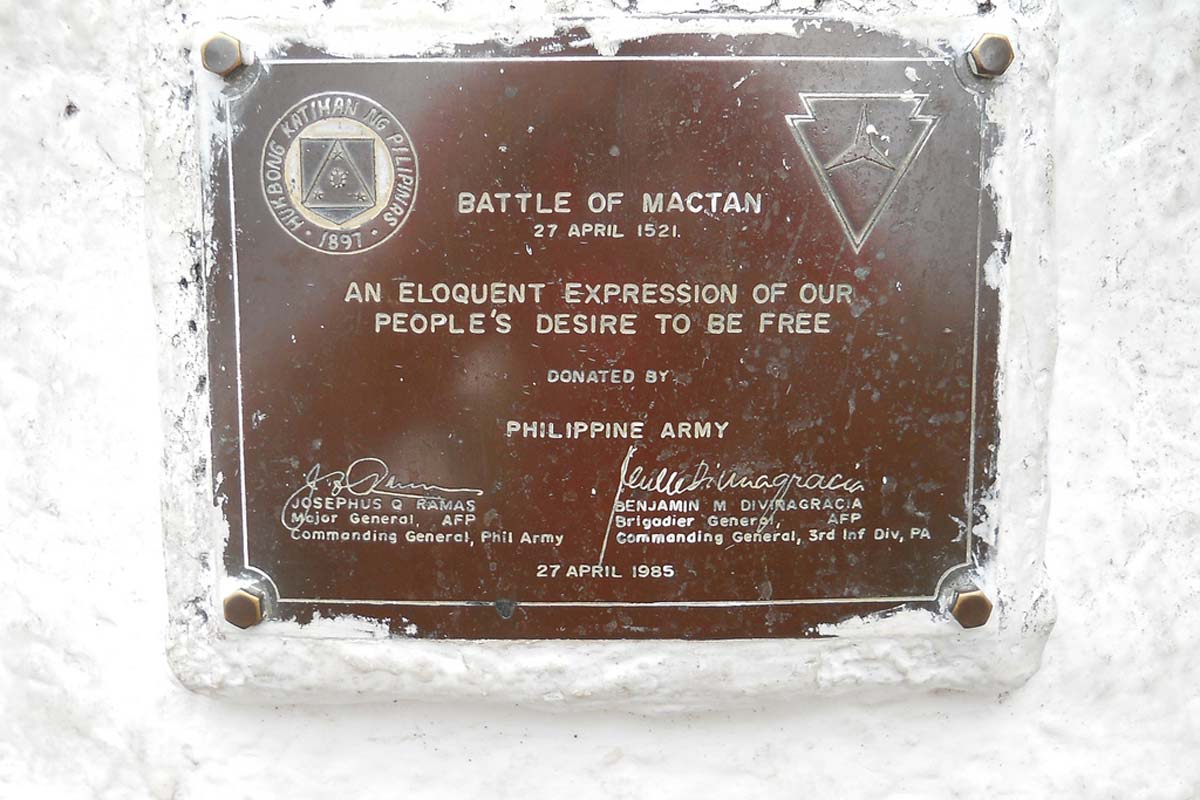 HUKBONG KATIHAN NG PILIPINAS
1897
BATTLE OF MACTAN
27 APRIL 1521.
AN ELOQUENT EXPRESSION OF OUR
PEOPLE'S DESIRE TO BE FREE
DONATED BY
PHILIPPINE ARMY
JOSEPHUS Q RAMAS
Major General, AFP
Commanding General, Phil Army
Divinagracia
BENJAMIN M DIVINAGRACIA
Brigadier General, AFP
Commanding General, 3rd Inf Div, PA
27 APRIL 1985